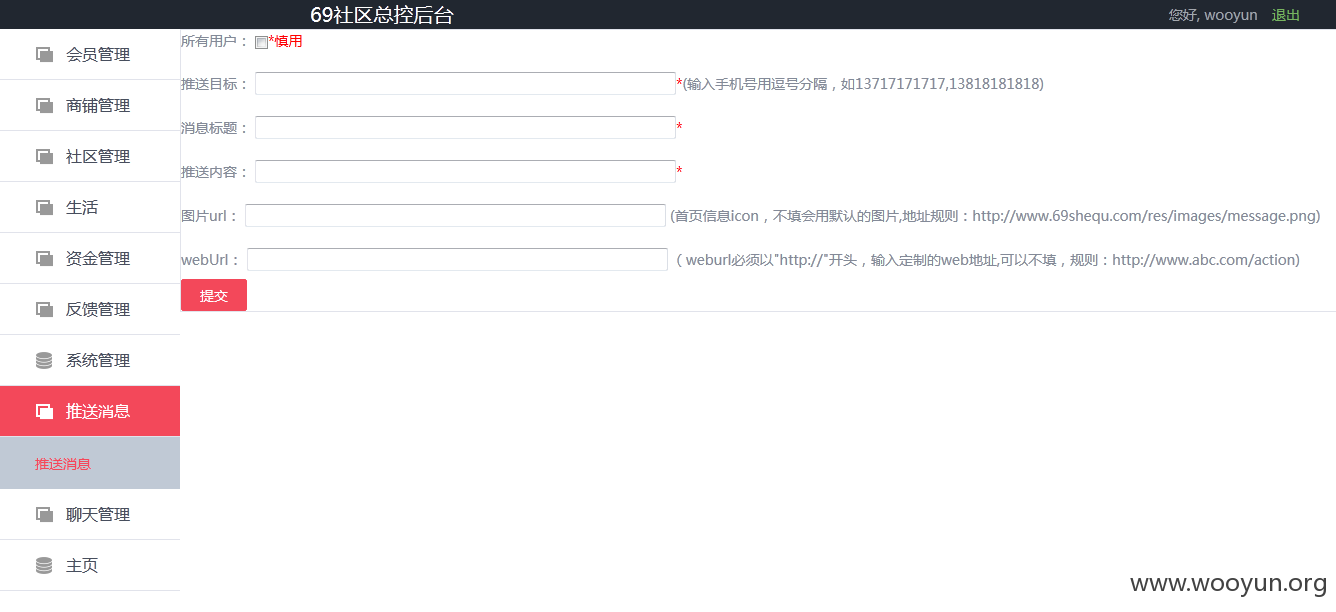 69社区总控后台
您好, wooyun 退出
会员管理
商铺管理
社区管理
生活
资金管理
反馈管理
系统管理
推送消息
推送消息
聊天管理
主页
所有用户： *慎用
推送目标： *(输入手机号用逗号分隔，如13717171717,13818181818)
消息标题： *
推送内容： *
图片url： (首页信息icon，不填会用默认的图片,地址规则：http://www.69shequ.com/res/images/message.png)
webUrl： （ weburl必须以"http://"开头，输入定制的web地址,可以不填，规则：http://www.abc.com/action)
提交
www.wooyun.org